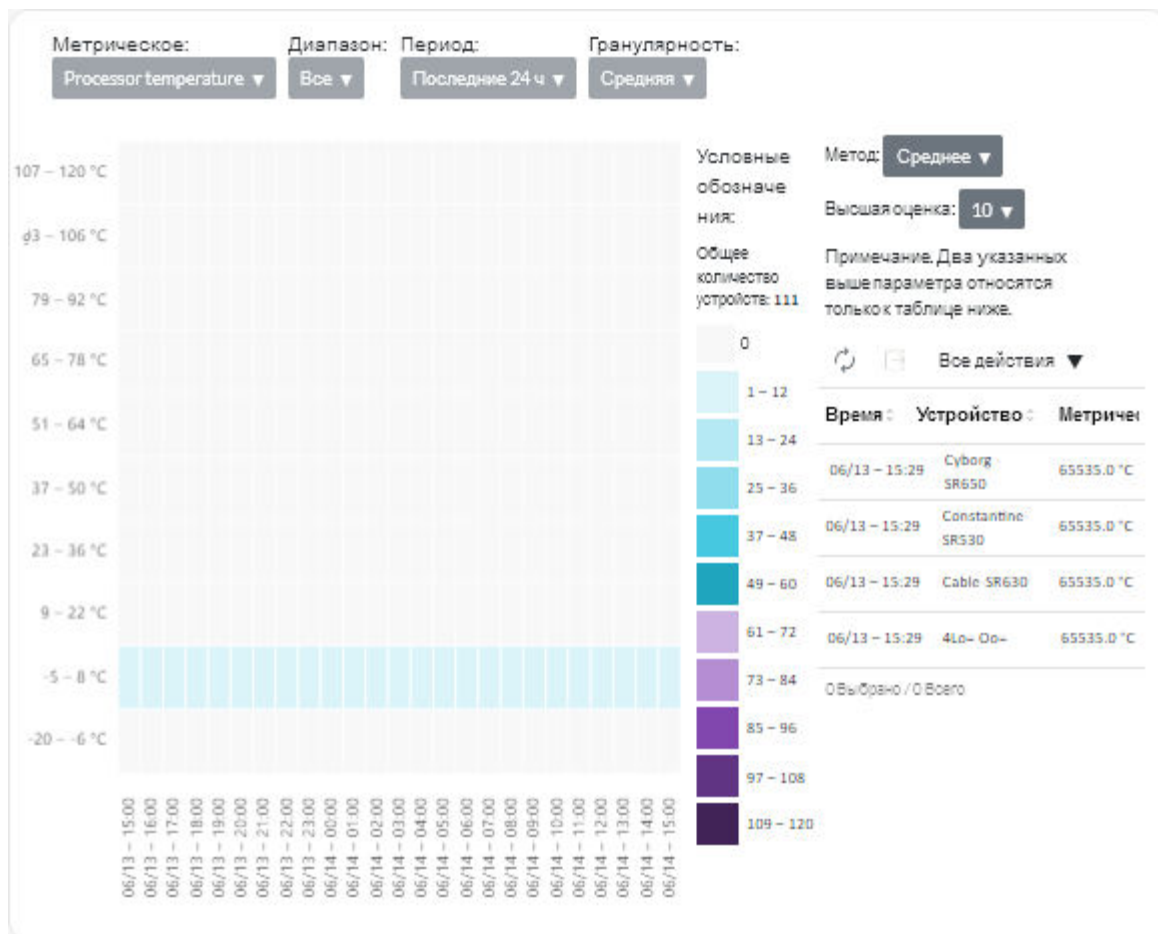 Метрическое:
Диапазон:
Период:
Гранулярность:
Processor temperature ▼
Все ▼
Последние 24 ч ▼
Средняя ▼
107 – 120 °C
93 – 106 °C
79 – 92 °C
65 – 78 °C
51 – 64 °C
37 – 50 °C
23 – 36 °C
9 – 22 °C
-5 – 8 °C
-20 – -6 °C
06/13 – 15:00
06/13 – 16:00
06/13 – 17:00
06/13 – 18:00
06/13 – 19:00
06/13 – 20:00
06/13 – 21:00
06/13 – 22:00
06/13 – 23:00
06/14 – 00:00
06/14 – 01:00
06/14 – 02:00
06/14 – 03:00
06/14 – 04:00
06/14 – 05:00
06/14 – 06:00
06/14 – 07:00
06/14 – 08:00
06/14 – 09:00
06/14 – 10:00
06/14 – 11:00
06/14 – 12:00
06/14 – 13:00
06/14 – 14:00
06/14 – 15:00
Условные
обозначе
ния:
Общее
количество
устройств: 111
0
1 – 12
13 – 24
25 – 36
37 – 48
49 – 60
61 – 72
73 – 84
85 – 96
97 – 108
109 – 120
Метод: Среднее ▼
Высшая оценка: 10 ▼
Примечание. Два указанных
выше параметра относятся
только к таблице ниже.
Все действия ▼
Время Устройство Метричес
06/13 – 15:29 Cyborg SR650 65535.0 °C
06/13 – 15:29 Constantine SR530 65535.0 °C
06/13 – 15:29 Cable-SR630 65535.0 °C
06/13 – 15:29 4Lo– Oo– 65535.0 °C
0 Выбрано / 0 Всего